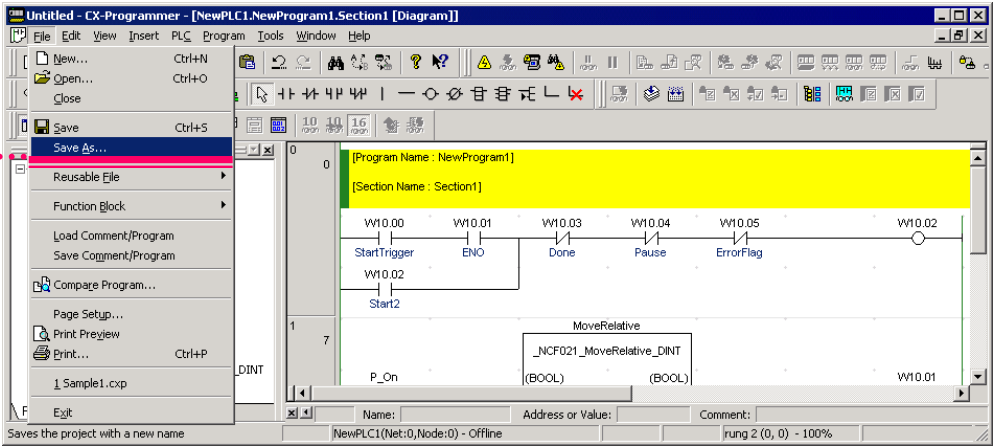 Untitled - CX-Programmer - [NewPLC1.NewProgram1.Section1 [Diagram]]
File Edit View Insert PLC Program Tools Window Help
New... Ctrl+N
Open... Ctrl+O
Close
Save Ctrl+S
Save As...
Reusable File
Function Block
Load Comment/Program
Save Comment/Program
Compare Program...
Page Setup...
Print Preview
Print... Ctrl+P
1 Sample1.cxp
Exit
10 10 16
_DINT
0
0
[Program Name : NewProgram1]
[Section Name : Section1]
W10.00 W10.01 W10.03 W10.04 W10.05 W10.02
StartTrigger ENO Done Pause ErrorFlag
W10.02
Start2
1
7
MoveRelative
_NCF021_MoveRelative_DINT
P_On (BOOL) (BOOL) W10.01
Name: Address or Value: Comment:
Saves the project with a new name NewPLC1(Net:0,Node:0) - Offline rung 2 (0, 0) - 100%